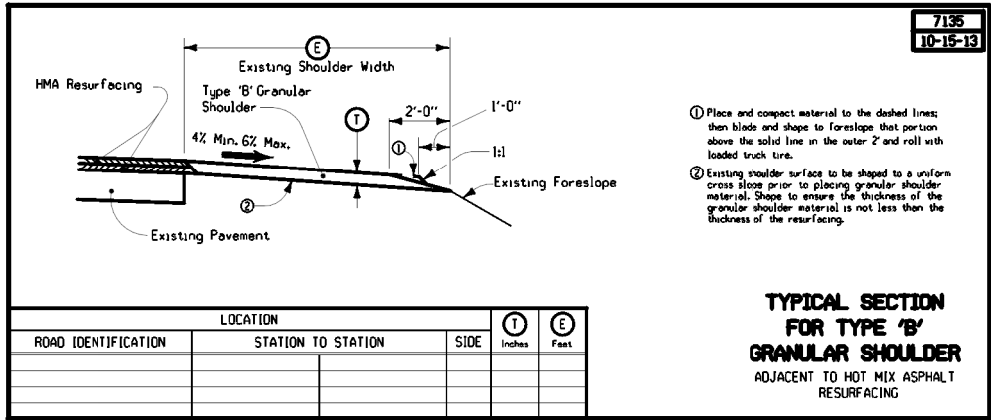 7135
10-15-13
E
Existing Shoulder Width
HMA Resurfacing
Type 'B' Granular
Shoulder
2'-0"
1'-0"
T
4% Min. 6% Max.
1
1:1
Existing Foreslope
2
Existing Pavement
1 Place and compact material to the dashed lines;
then blade and shape to foreslope that portion
above the solid line in the outer 2' and roll with
loaded truck tire.
2 Existing shoulder surface to be shaped to a uniform
cross slope prior to placing granular shoulder
material. Shape to ensure the thickness of the
granular shoulder material is not less than the
thickness of the resurfacing.
LOCATION
T
Inches
E
Feet
ROAD IDENTIFICATION
STATION TO STATION
SIDE
TYPICAL SECTION
FOR TYPE 'B'
GRANULAR SHOULDER
ADJACENT TO HOT MIX ASPHALT
RESURFACING